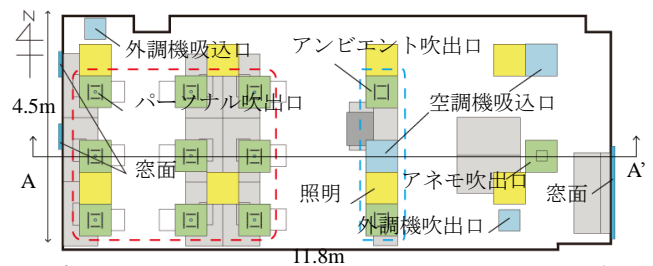 N
外調機吸込口
アンビエント吹出口
パーソナル吹出口
空調機吸込口
4.5m
A
A'
窓面
照明
アネモ吹出口
窓面
外調機吹出口
11.8m